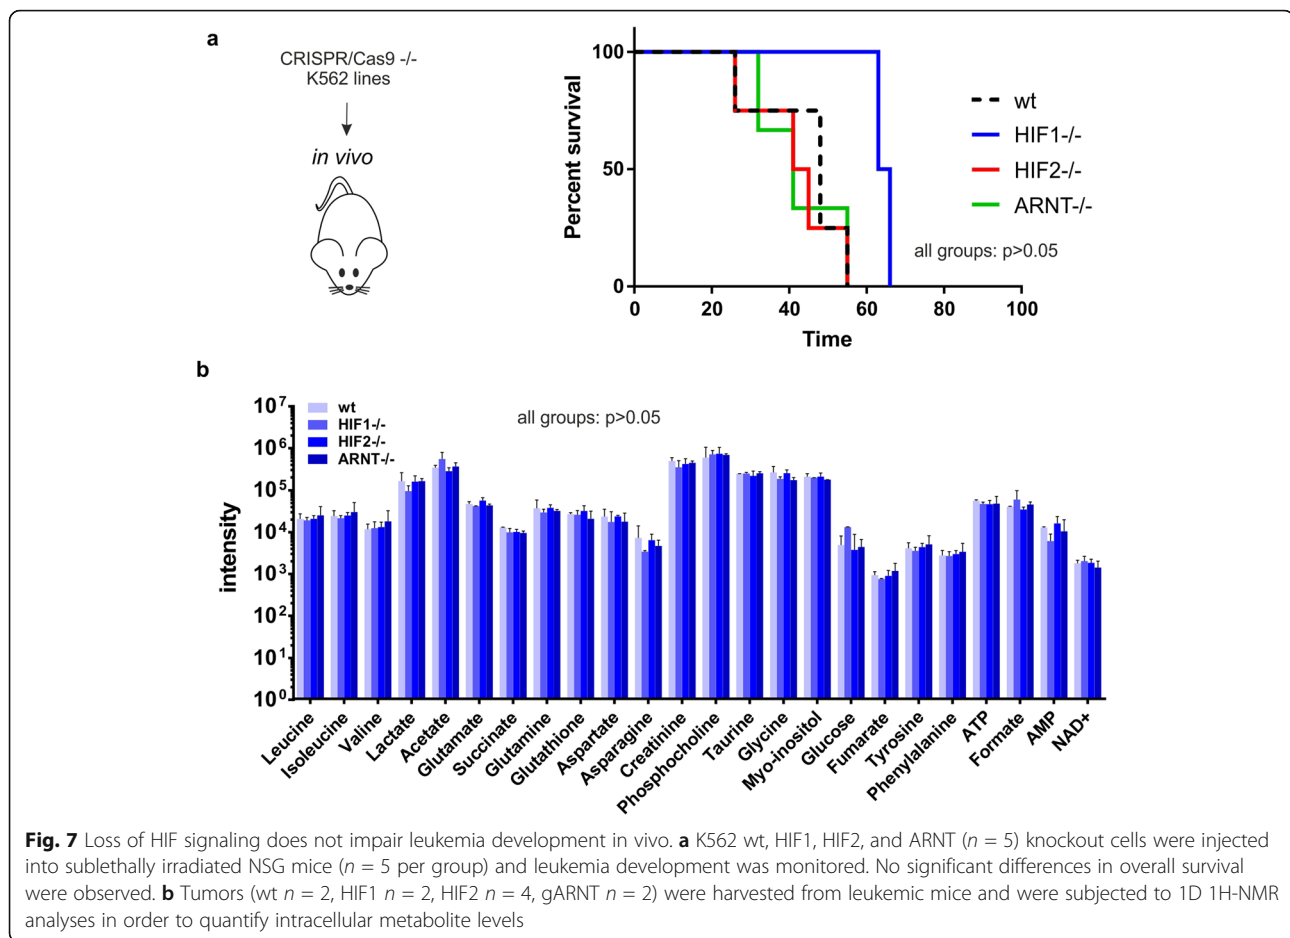 a
CRISPR/Cas9 -/-
K562 lines
in vivo
Percent survival
100
50
0
0 20 40 60 80 100
Time
wt
HIF1-/-
HIF2-/-
ARNT-/-
all groups: p>0.05
b
wt
HIF1-/-
HIF2-/-
ARNT-/-
all groups: p>0.05
intensity
10⁷
10⁶
10⁵
10⁴
10³
10²
10¹
10⁰
Leucine
Isoleucine
Valine
Lactate
Acetate
Glutamate
Succinate
Glutamine
Glutathione
Aspartate
Asparagine
Creatinine
Phosphocholine
Taurine
Glycine
Myo-inositol
Glucose
Fumarate
Tyrosine
Phenylalanine
ATP
Formate
AMP
NAD+
Fig. 7 Loss of HIF signaling does not impair leukemia development in vivo. a K562 wt, HIF1, HIF2, and ARNT (n = 5) knockout cells were injected
into sublethally irradiated NSG mice (n = 5 per group) and leukemia development was monitored. No significant differences in overall survival
were observed. b Tumors (wt n = 2, HIF1 n = 2, HIF2 n = 4, gARNT n = 2) were harvested from leukemic mice and were subjected to 1D 1H-NMR
analyses in order to quantify intracellular metabolite levels